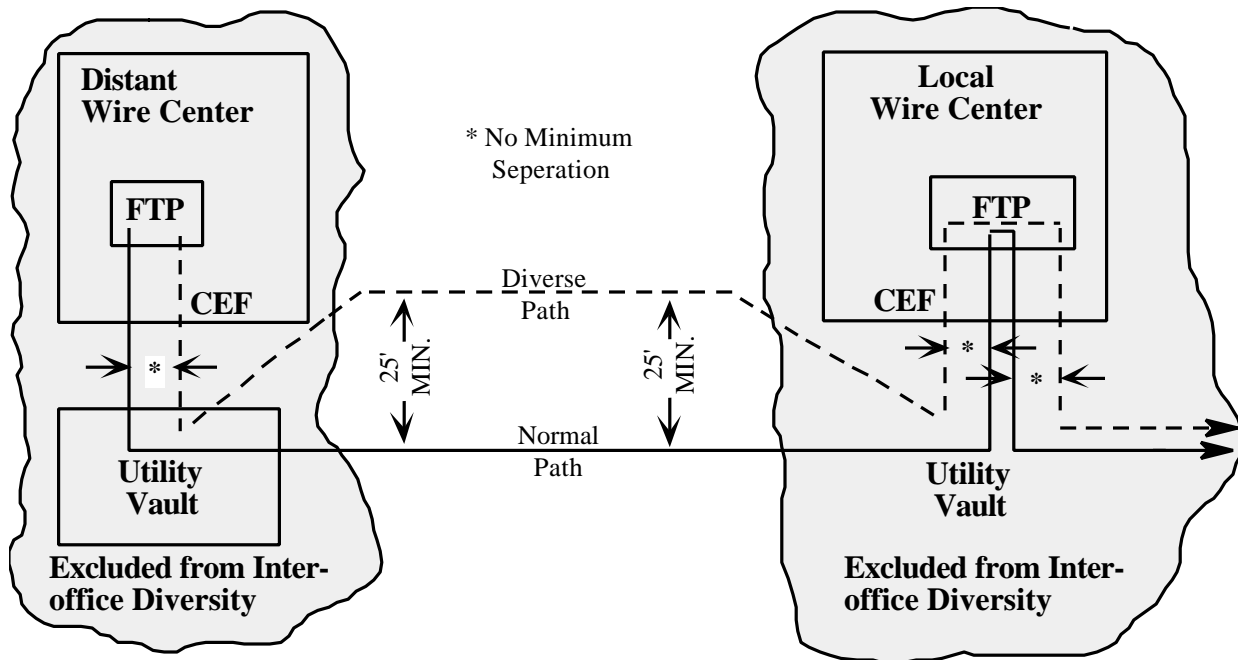 Distant
Wire Center
FTP
CEF
*
Utility
Vault
Excluded from Inter-
office Diversity
* No Minimum
Seperation
Diverse
Path
25'
MIN.
25'
MIN.
Normal
Path
Local
Wire Center
FTP
CEF
*
*
Utility
Vault
Excluded from Inter-
office Diversity